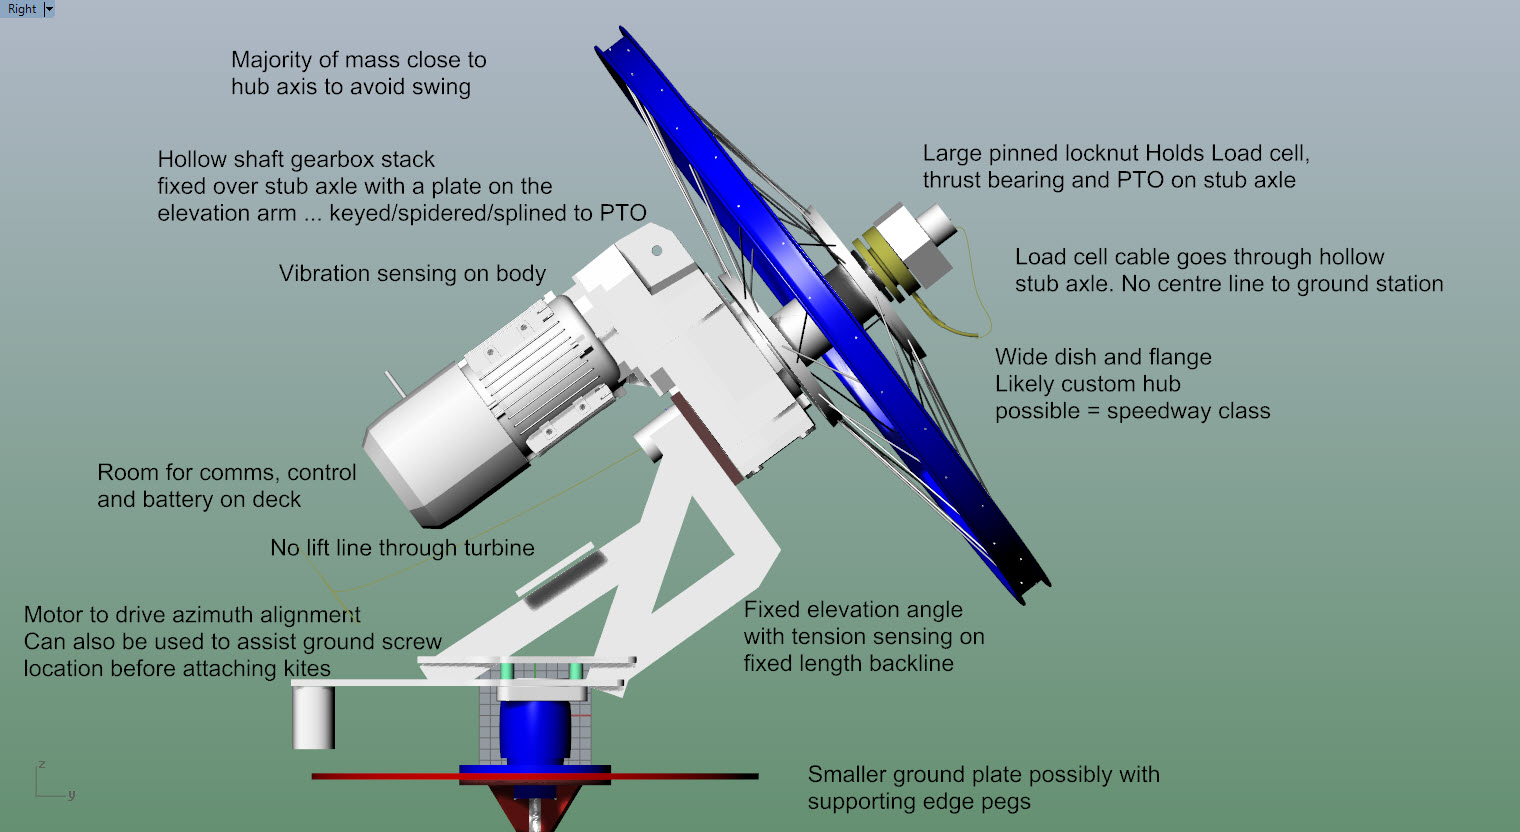 Right
Majority of mass close to
hub axis to avoid swing
Hollow shaft gearbox stack
fixed over stub axle with a plate on the
elevation arm ... keyed/spidered/splined to PTO
Large pinned locknut Holds Load cell,
thrust bearing and PTO on stub axle
Vibration sensing on body
Load cell cable goes through hollow
stub axle. No centre line to ground station
Wide dish and flange
Likely custom hub
possible = speedway class
Room for comms, control
and battery on deck
No lift line through turbine
Motor to drive azimuth alignment
Can also be used to assist ground screw
location before attaching kites
Fixed elevation angle
with tension sensing on
fixed length backline
Smaller ground plate possibly with
supporting edge pegs
z
y